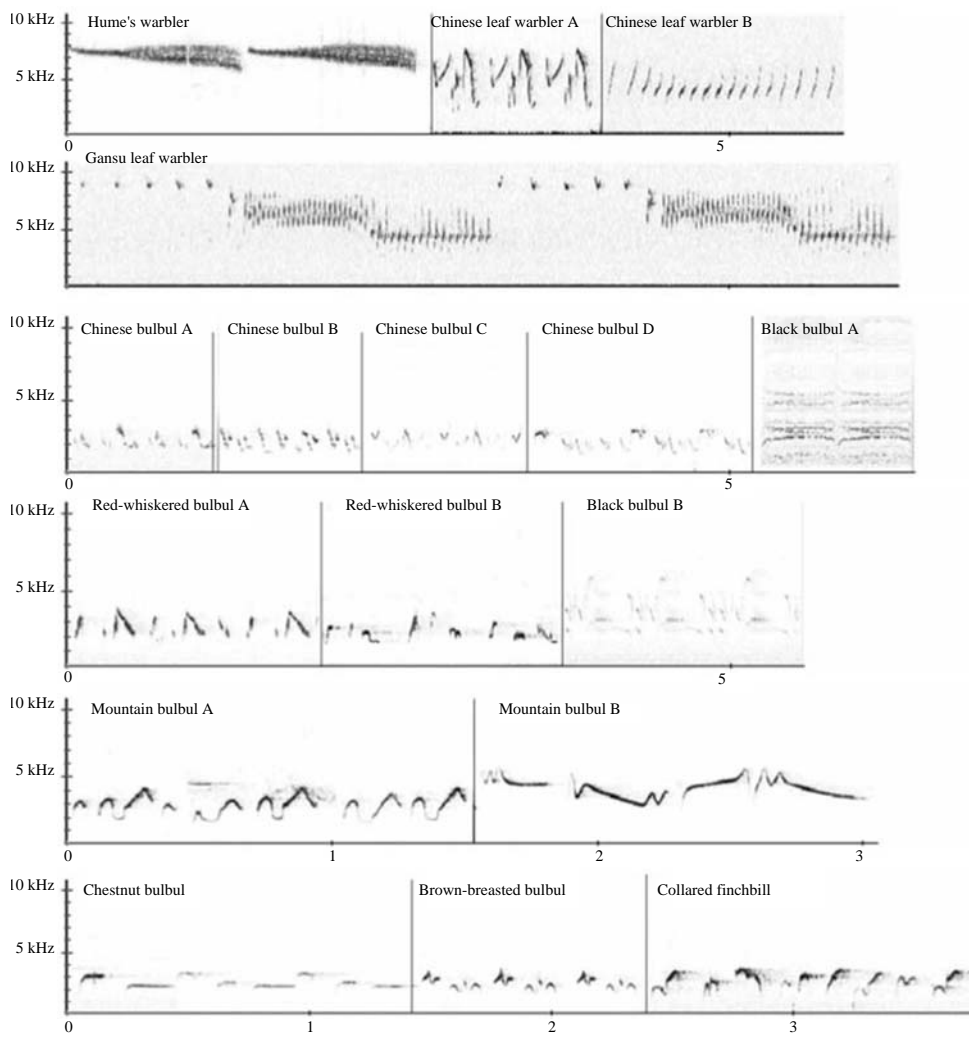 10 kHz
Hume's warbler
Chinese leaf warbler A
Chinese leaf warbler B
5 kHz
0
5
Gansu leaf warbler
10 kHz
5 kHz
10 kHz
Chinese bulbul A
Chinese bulbul B
Chinese bulbul C
Chinese bulbul D
Black bulbul A
5 kHz
0
5
Red-whiskered bulbul A
Red-whiskered bulbul B
Black bulbul B
10 kHz
5 kHz
0
5
10 kHz
Mountain bulbul A
Mountain bulbul B
5 kHz
0
1
2
3
10 kHz
Chestnut bulbul
Brown-breasted bulbul
Collared finchbill
5 kHz
0
1
2
3